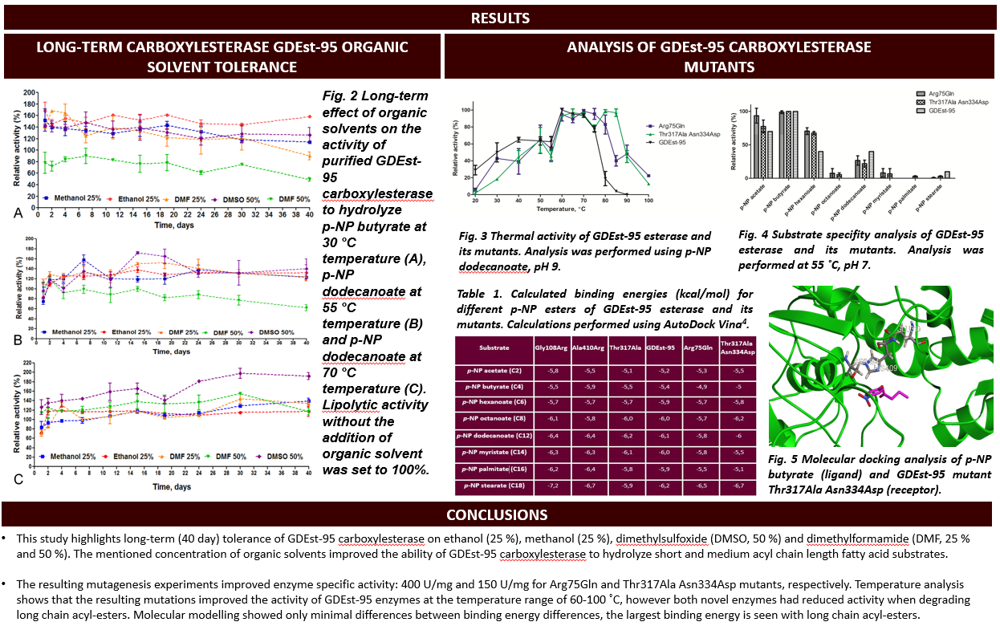 RESULTS
LONG-TERM CARBOXYLESTERASE GDEst-95 ORGANIC
SOLVENT TOLERANCE
200
180
160
140
120
100
80
60
40
20
0
Relative activity (%)
Methanol 25% Ethanol 25% DMF 25% DMSO 50% DMF 50%
0 2 4 6 8 10 12 14 16 18 20 22 24 26 28 30 32 34 36 38 40
Time, days
A
200
180
160
140
120
100
80
60
40
20
0
Relative activity (%)
Methanol 25% Ethanol 25% DMF 25% DMF 50% DMSO 50%
0 2 4 6 8 10 12 14 16 18 20 22 24 26 28 30 32 34 36 38 40
Time, days
B
220
200
180
160
140
120
100
80
60
40
20
0
Relative activity (%)
Methanol 25% Ethanol 25% DMF 25% DMF 50% DMSO 50%
0 2 4 6 8 10 12 14 16 18 20 22 24 26 28 30 32 34 36 38 40
Time, days
C
Fig. 2 Long-term
effect of organic
solvents on the
activity of
purified GDEst-
95
carboxylesterase
to hydrolyze
p-NP butyrate at
30 °C
temperature (A),
p-NP
dodecanoate at
55 °C
temperature (B)
and p-NP
dodecanoate at
70 °C
temperature (C).
Lipolytic activity
without the
addition of
organic solvent
was set to 100%.
ANALYSIS OF GDEst-95 CARBOXYLESTERASE
MUTANTS
100
80
60
40
20
0
Relative activity (%)
20 30 40 50 60 70 80 90 100
Temperature, °C
Arg75Gln
Thr317Ala Asn334Asp
GDEst-95
Fig. 3 Thermal activity of GDEst-95 esterase and
its mutants. Analysis was performed using p-NP
dodecanoate, pH 9.
100
50
0
Relative activity (%)
Arg75Gln
Thr317Ala Asn334Asp
GDEst-95
p-NP acetate
p-NP butyrate
p-NP hexanoate
p-NP octanoate
p-NP dodecanoate
p-NP myristate
p-NP palmitate
p-NP stearate
Fig. 4 Substrate specifity analysis of GDEst-95
esterase and its mutants. Analysis was
performed at 55 ˚C, pH 7.
Table 1. Calculated binding energies (kcal/mol) for
different p-NP esters of GDEst-95 esterase and its
mutants. Calculations performed using AutoDock Vina⁴.
Substrate Gly108Arg Ala410Arg Thr317Ala GDEst-95 Arg75Gln Thr317Ala
Asn334Asp
p-NP acetate (C2) -5,8 -5,5 -5,1 -5,2 -5,3 -5,5
p-NP butyrate (C4) -5,5 -5,9 -5,5 -5,4 -4,9 -5
p-NP hexanoate (C6) -5,7 -5,7 -5,7 -5,9 -5,7 -5,8
p-NP octanoate (C8) -6,1 -5,8 -6,0 -6,0 -5,7 -6,2
p-NP dodecanoate (C12) -6,4 -6,4 -6,2 -6,1 -5,8 -6
p-NP myristate (C14) -6,3 -6,3 -6,1 -6,0 -5,8 -5,5
p-NP palmitate (C16) -6,2 -6,4 -5,8 -5,9 -5,5 -5,1
p-NP stearate (C18) -7,2 -6,7 -5,9 -6,2 -6,5 -6,7
Fig. 5 Molecular docking analysis of p-NP
butyrate (ligand) and GDEst-95 mutant
Thr317Ala Asn334Asp (receptor).
CONCLUSIONS
• This study highlights long-term (40 day) tolerance of GDEst-95 carboxylesterase on ethanol (25 %), methanol (25 %), dimethylsulfoxide (DMSO, 50 %) and dimethylformamide (DMF, 25 %
and 50 %). The mentioned concentration of organic solvents improved the ability of GDEst-95 carboxylesterase to hydrolyze short and medium acyl chain length fatty acid substrates.
• The resulting mutagenesis experiments improved enzyme specific activity: 400 U/mg and 150 U/mg for Arg75Gln and Thr317Ala Asn334Asp mutants, respectively. Temperature analysis
shows that the resulting mutations improved the activity of GDEst-95 enzymes at the temperature range of 60-100 ˚C, however both novel enzymes had reduced activity when degrading
long chain acyl-esters. Molecular modelling showed only minimal differences between binding energy differences, the largest binding energy is seen with long chain acyl-esters.